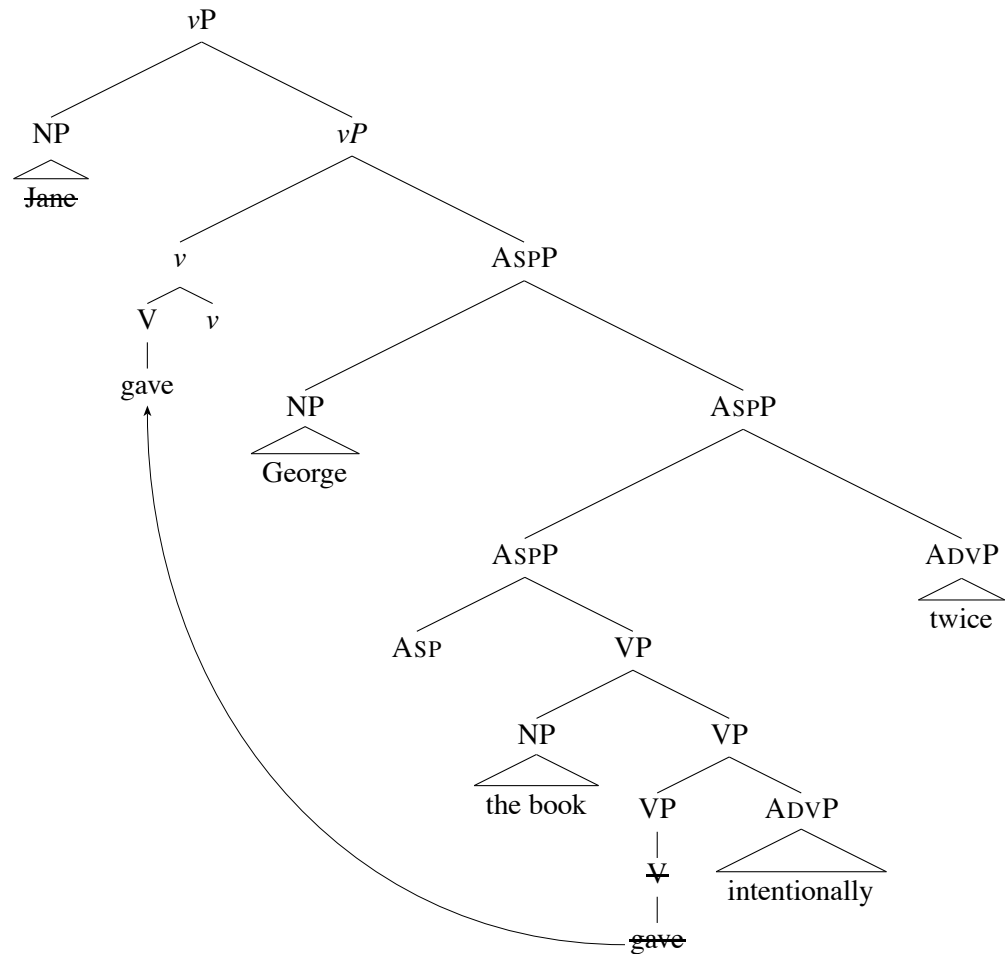 vP
NP vP
Jane
v AspP
V v
gave
NP AspP
George
AspP AdvP
twice
Asp VP
NP VP
the book
VP AdvP
V
intentionally
gave